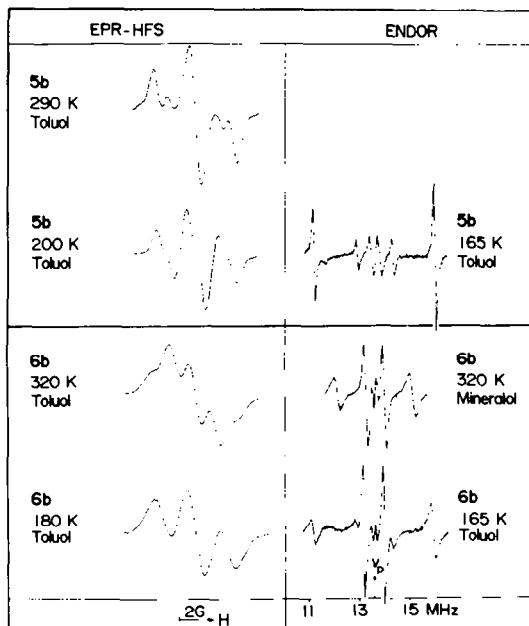 EPR-HFS ENDOR
5b
290 K
Toluol
5b
200 K
Toluol
5b
165 K
Toluol
6b
320 K
Toluol
6b
320 K
Mineralol
6b
180 K
Toluol
6b
165 K
Toluol
νp
2G H
11 13 15 MHz